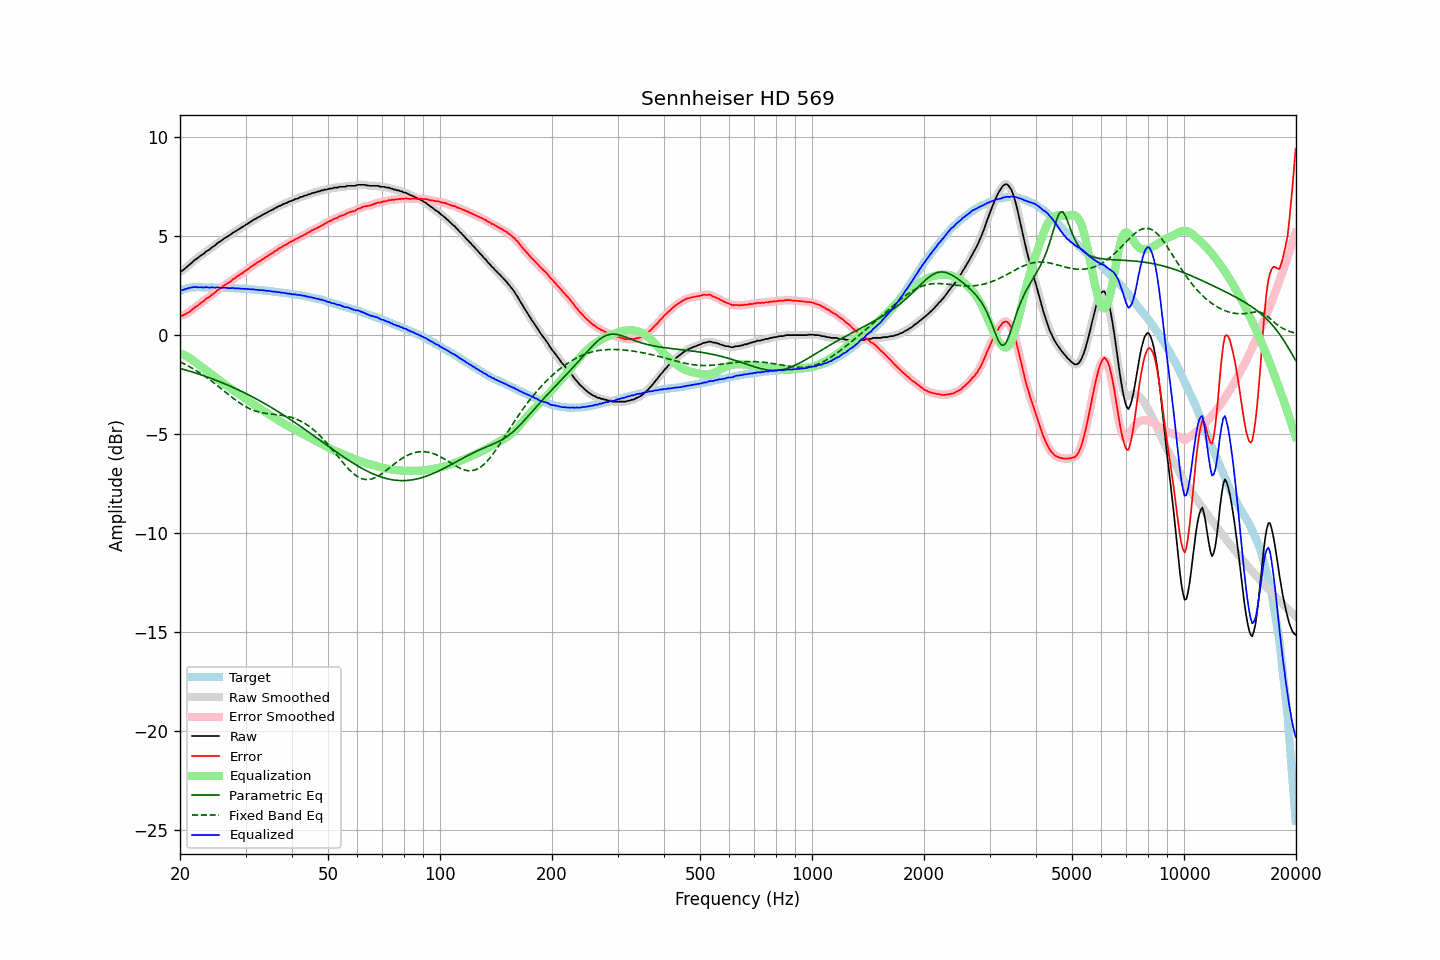 Sennheiser HD 569
10
5
0
−5
−10
−15
−20
−25
Amplitude (dBr)
Target
Raw Smoothed
Error Smoothed
Raw
Error
Equalization
Parametric Eq
Fixed Band Eq
Equalized
20
50
100
200
500
1000
2000
5000
10000
20000
Frequency (Hz)